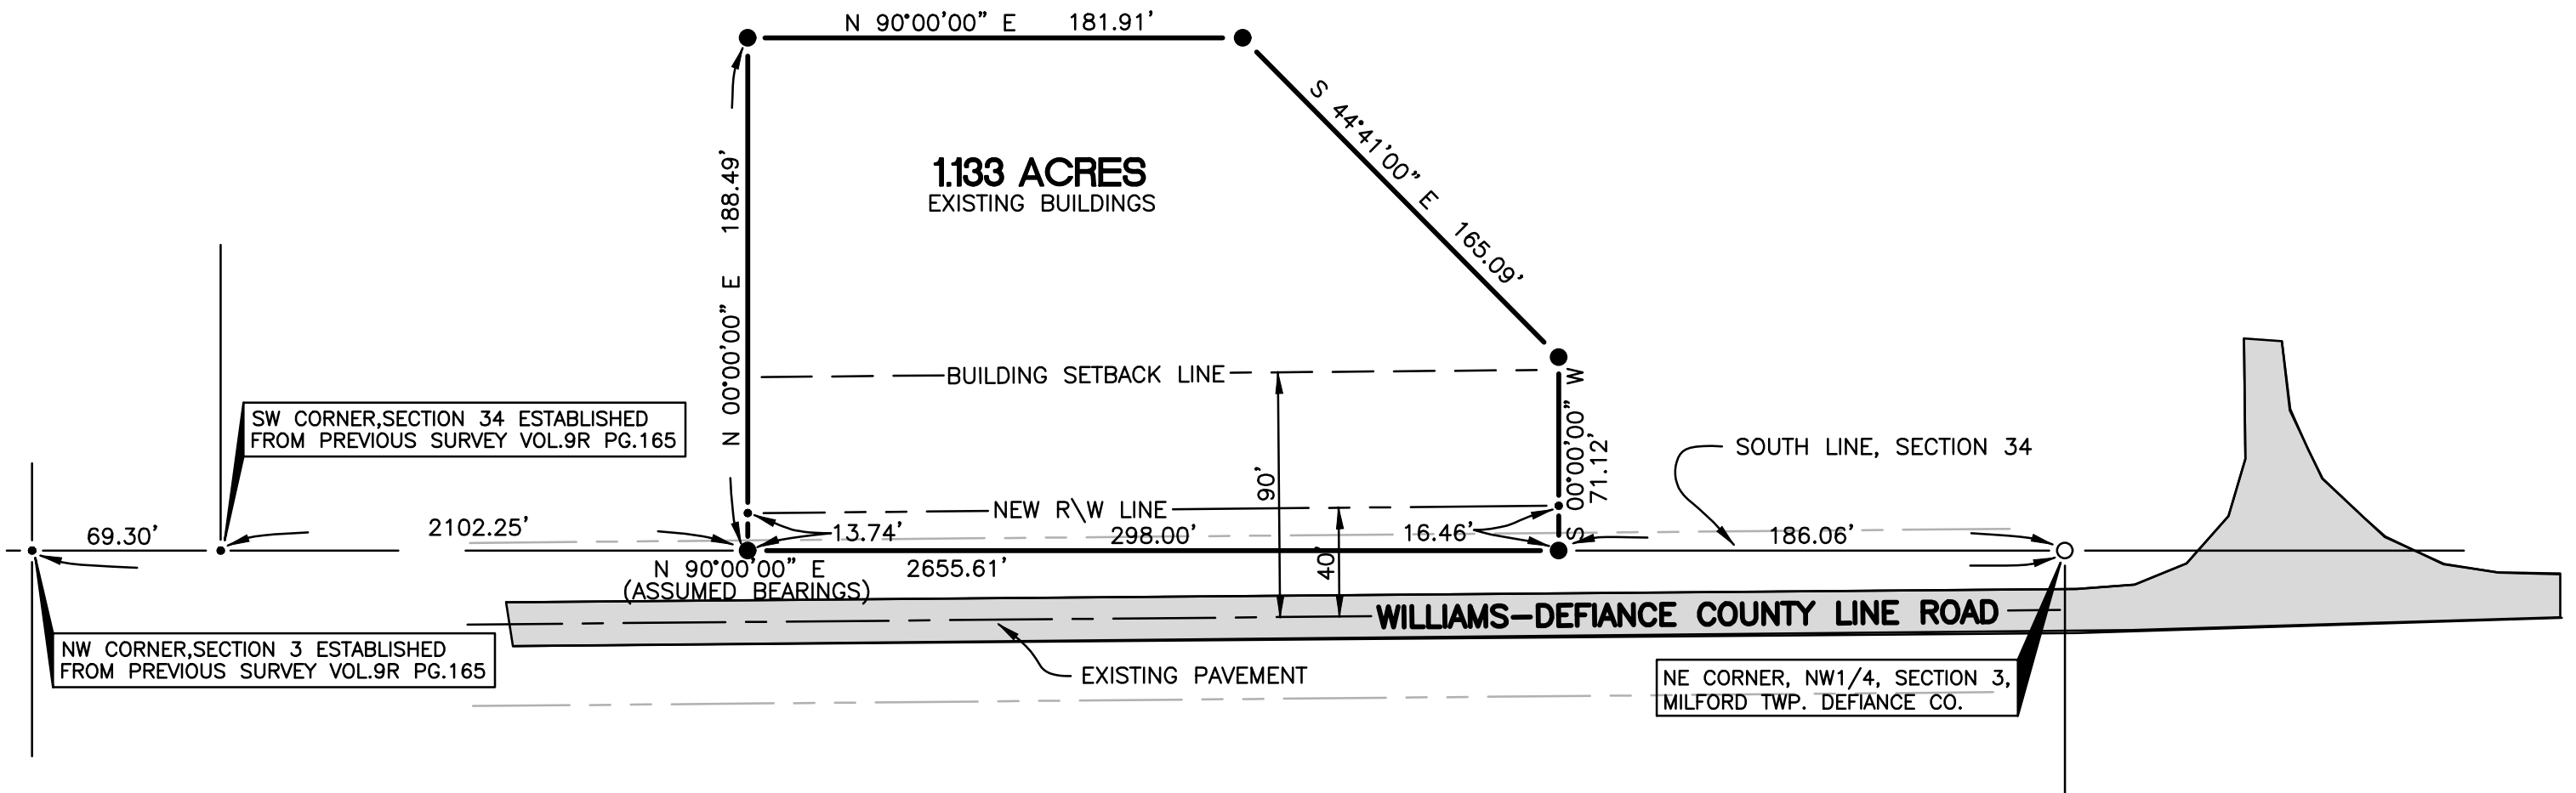 N 90°00'00" E 181.91'
S 44°41'00" E 165.09'
N 00°00'00" E 188.49'
1.133 ACRES
EXISTING BUILDINGS
BUILDING SETBACK LINE
S 00°00'00" W
71.12'
SW CORNER,SECTION 34 ESTABLISHED
FROM PREVIOUS SURVEY VOL.9R PG.165
SOUTH LINE, SECTION 34
90'
NEW R\W LINE
69.30'
2102.25'
13.74'
298.00'
16.46'
186.06'
40'
N 90°00'00" E 2655.61'
(ASSUMED BEARINGS)
WILLIAMS-DEFIANCE COUNTY LINE ROAD
NW CORNER,SECTION 3 ESTABLISHED
FROM PREVIOUS SURVEY VOL.9R PG.165
EXISTING PAVEMENT
NE CORNER, NW1/4, SECTION 3,
MILFORD TWP. DEFIANCE CO.